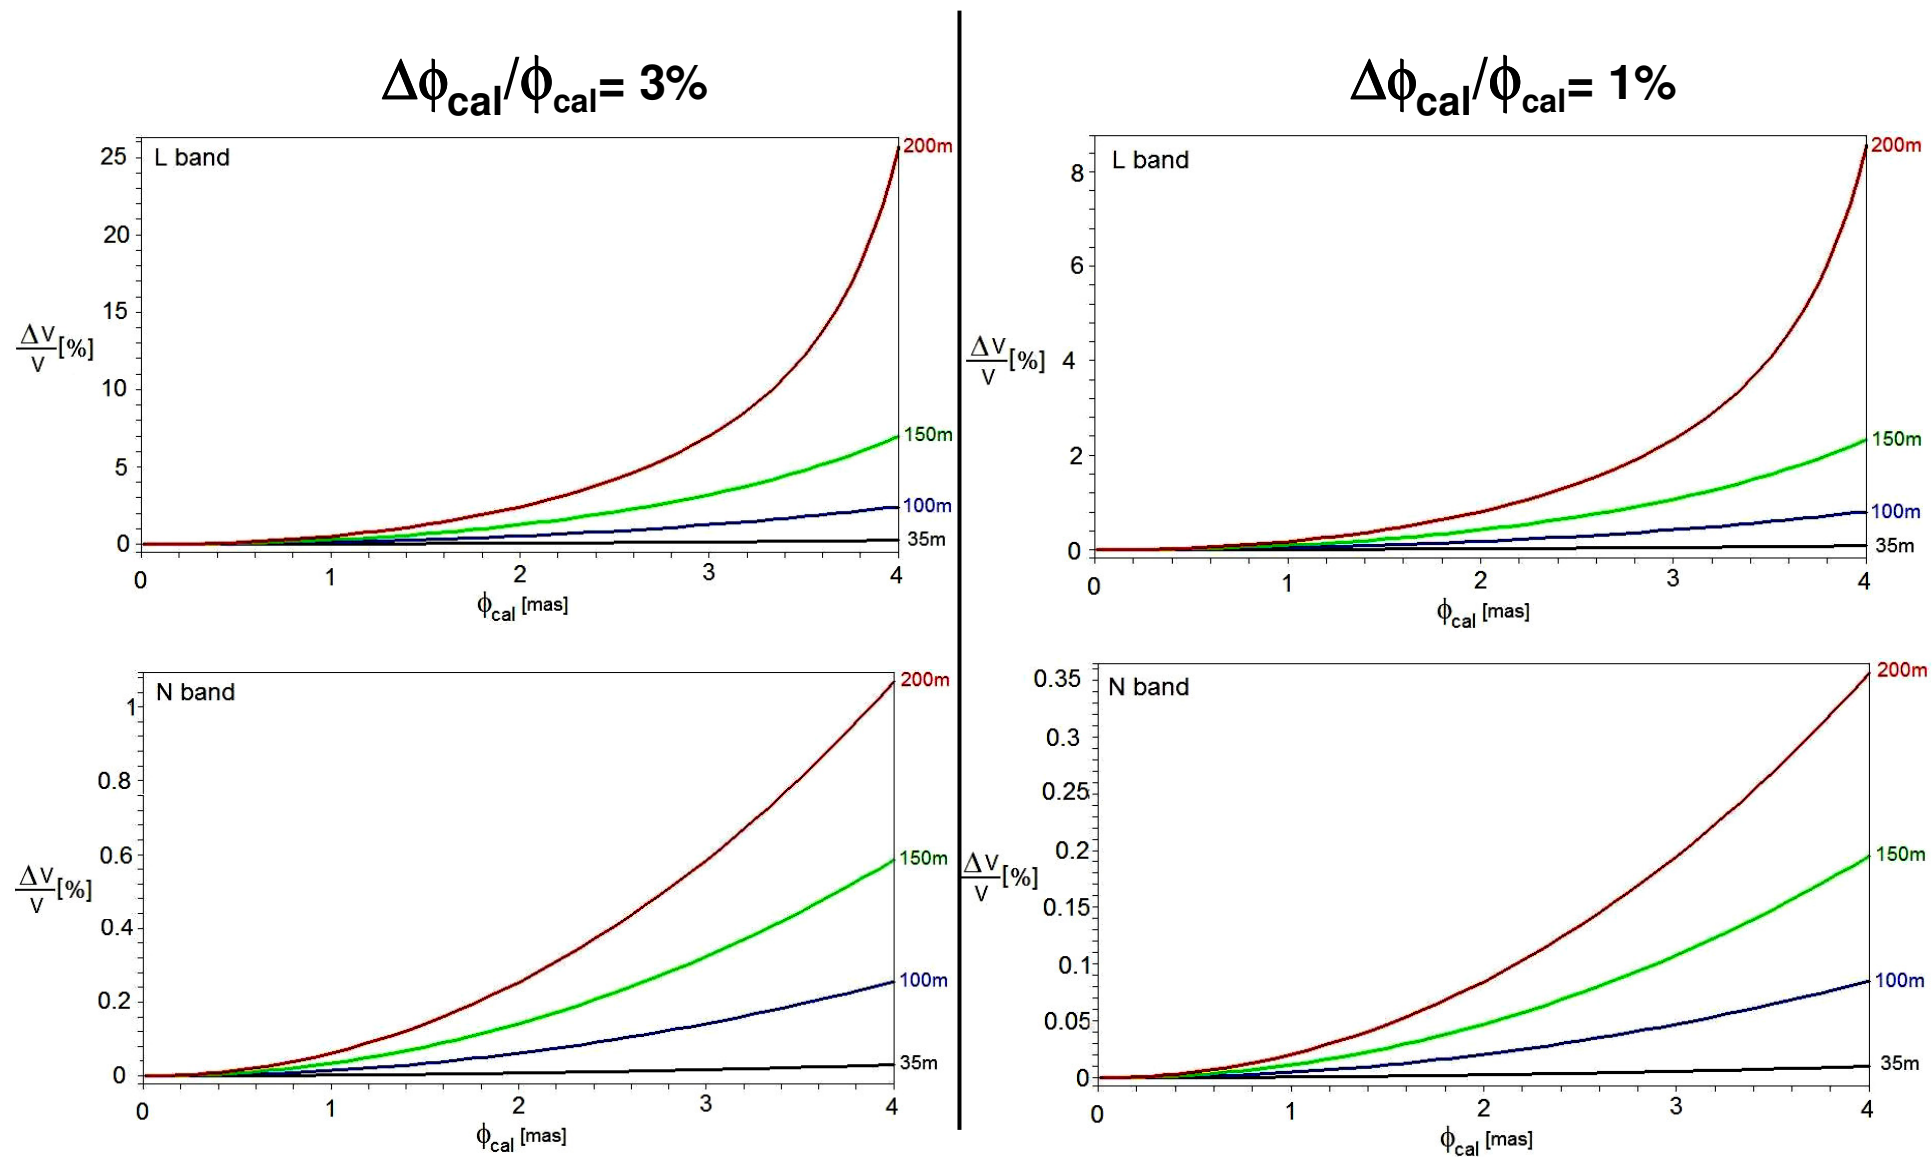 Δϕcal/ϕcal= 3%
L band
25
20
15
10
5
0
ΔV/V[%]
200m
150m
100m
35m
0 1 2 3 4
ϕcal [mas]
N band
1
0.8
0.6
0.4
0.2
0
ΔV/V[%]
200m
150m
100m
35m
0 1 2 3 4
ϕcal [mas]
Δϕcal/ϕcal= 1%
L band
8
6
4
2
0
ΔV/V[%]
200m
150m
100m
35m
0 1 2 3 4
ϕcal [mas]
N band
0.35
0.3
0.25
0.2
0.15
0.1
0.05
0
ΔV/V[%]
200m
150m
100m
35m
0 1 2 3 4
ϕcal [mas]